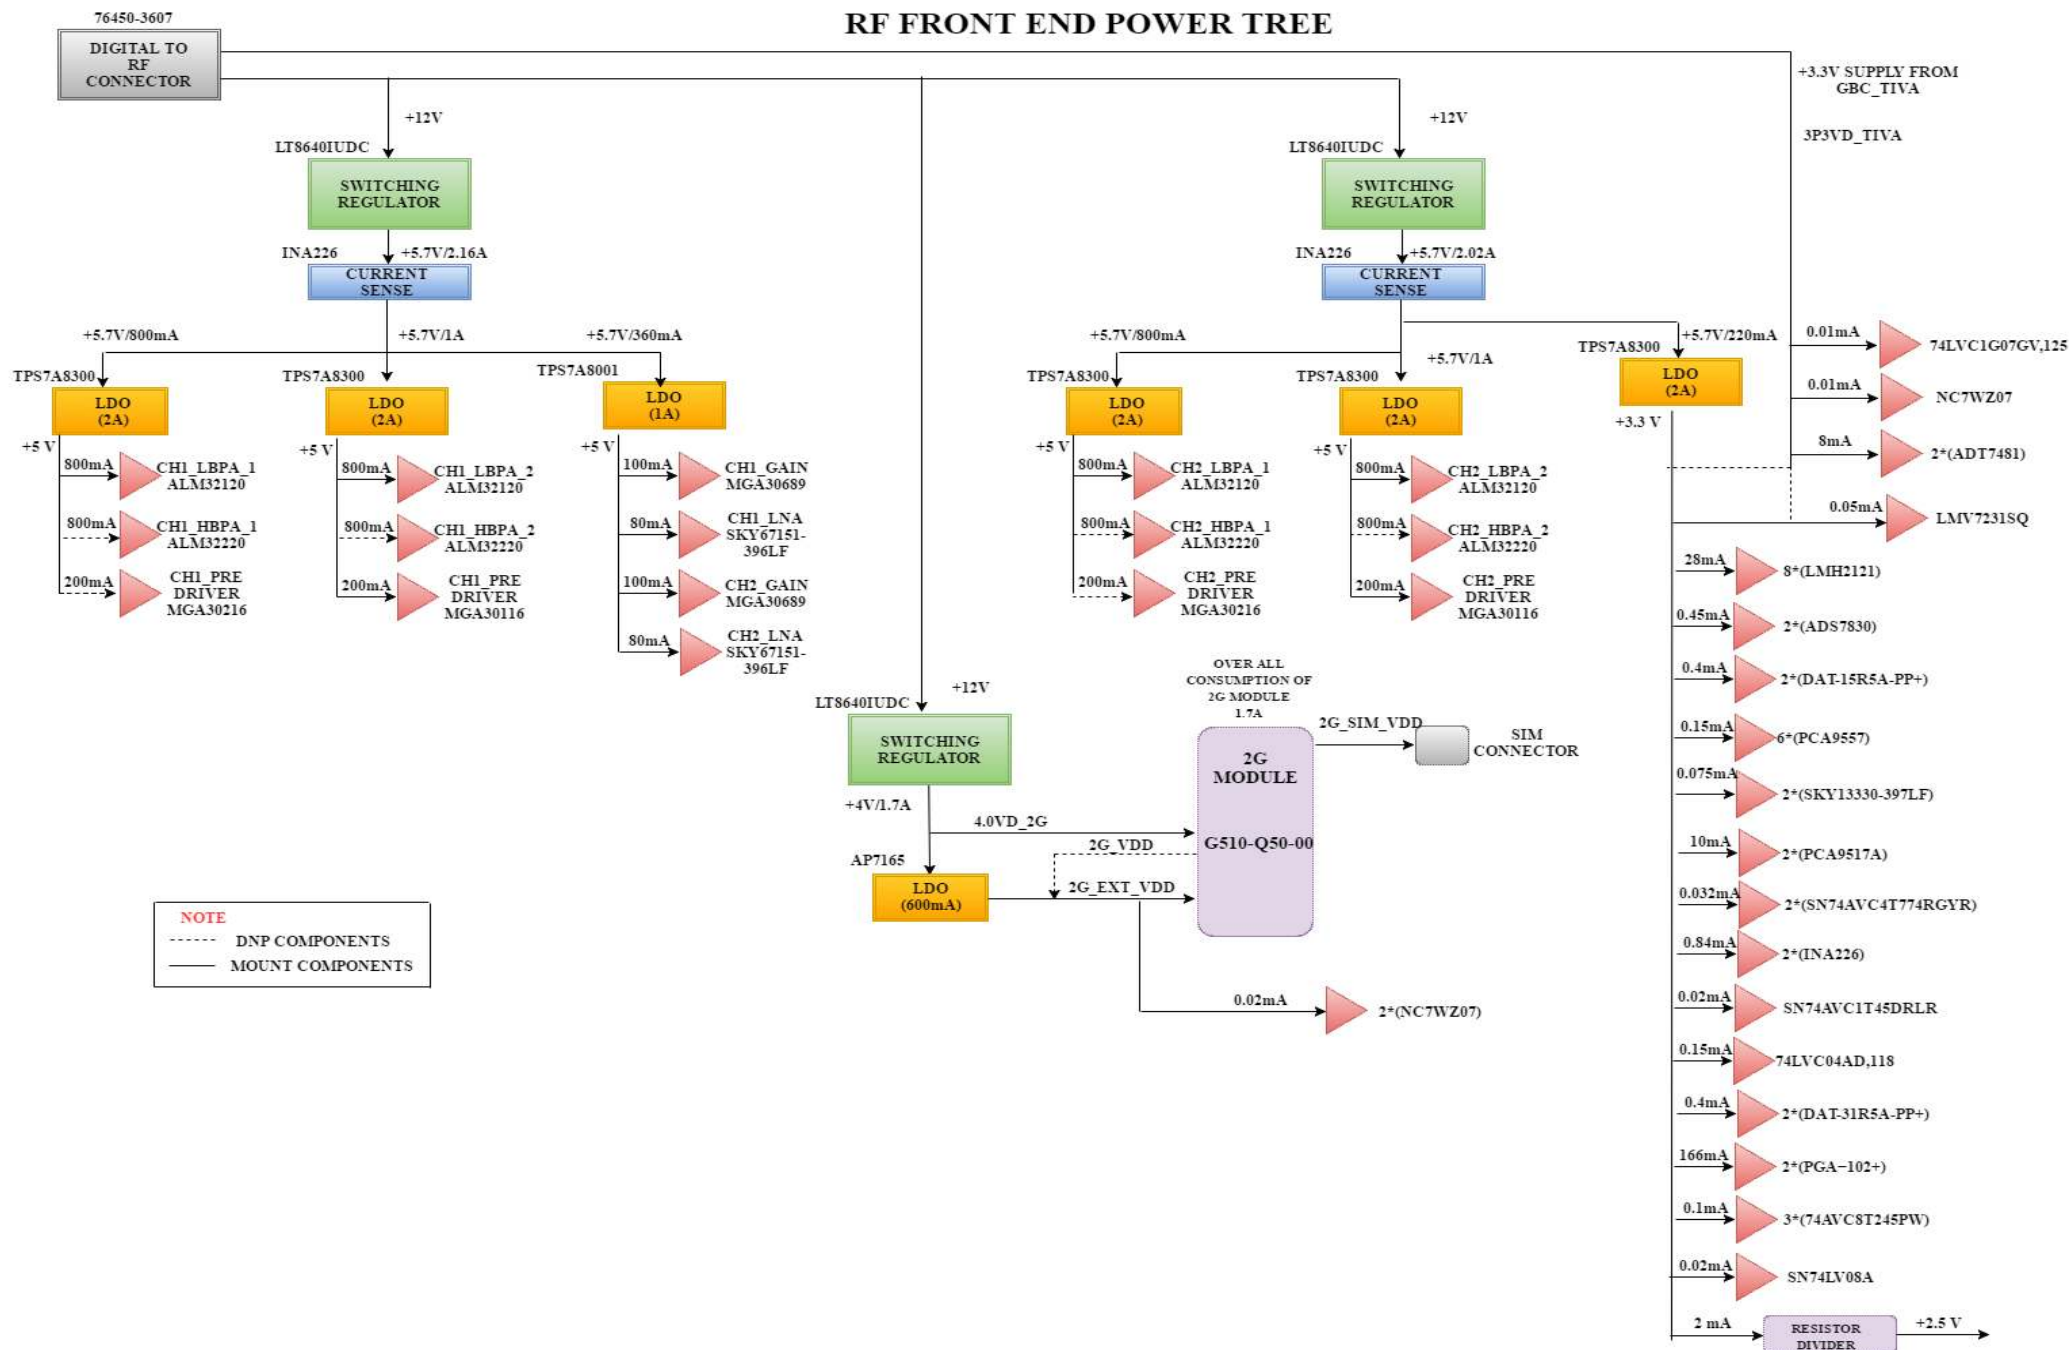 RF FRONT END POWER TREE
76450-3607
DIGITAL TO
RF
CONNECTOR
+3.3V SUPPLY FROM
GBC_TIVA
3P3VD_TIVA
+12V
LT8640IUDC
SWITCHING
REGULATOR
INA226
+5.7V/2.16A
CURRENT
SENSE
+5.7V/800mA
+5.7V/1A
+5.7V/360mA
TPS7A8300
LDO
(2A)
+5 V
800mA
CH1_LBPA_1
ALM32120
800mA
CH1_HBPA_1
ALM32220
200mA
CH1_PRE
DRIVER
MGA30216
TPS7A8300
LDO
(2A)
+5 V
800mA
CH1_LBPA_2
ALM32120
800mA
CH1_HBPA_2
ALM32220
200mA
CH1_PRE
DRIVER
MGA30116
TPS7A8001
LDO
(1A)
+5 V
100mA
CH1_GAIN
MGA30689
80mA
CH1_LNA
SKY67151-
396LF
100mA
CH2_GAIN
MGA30689
80mA
CH2_LNA
SKY67151-
396LF
+12V
LT8640IUDC
SWITCHING
REGULATOR
INA226
+5.7V/2.02A
CURRENT
SENSE
+5.7V/800mA
+5.7V/1A
+5.7V/220mA
TPS7A8300
LDO
(2A)
+5 V
800mA
CH2_LBPA_1
ALM32120
800mA
CH2_HBPA_1
ALM32220
200mA
CH2_PRE
DRIVER
MGA30216
TPS7A8300
LDO
(2A)
+5 V
800mA
CH2_LBPA_2
ALM32120
800mA
CH2_HBPA_2
ALM32220
200mA
CH2_PRE
DRIVER
MGA30116
TPS7A8300
LDO
(2A)
+3.3 V
0.01mA
74LVC1G07GV,125
0.01mA
NC7WZ07
8mA
2*(ADT7481)
0.05mA
LMV7231SQ
28mA
8*(LMH2121)
0.45mA
2*(ADS7830)
0.4mA
2*(DAT-15R5A-PP+)
0.15mA
6*(PCA9557)
0.075mA
2*(SKY13330-397LF)
10mA
2*(PCA9517A)
0.032mA
2*(SN74AVC4T774RGYR)
0.84mA
2*(INA226)
0.02mA
SN74AVC1T45DRLR
0.15mA
74LVC04AD,118
0.4mA
2*(DAT-31R5A-PP+)
166mA
2*(PGA-102+)
0.1mA
3*(74AVC8T245PW)
0.02mA
SN74LV08A
2 mA
RESISTOR
DIVIDER
+2.5 V
+12V
LT8640IUDC
SWITCHING
REGULATOR
+4V/1.7A
4.0VD_2G
2G_VDD
AP7165
LDO
(600mA)
2G_EXT_VDD
OVER ALL
CONSUMPTION OF
2G MODULE
1.7A
2G
MODULE
G510-Q50-00
2G_SIM_VDD
SIM
CONNECTOR
0.02mA
2*(NC7WZ07)
NOTE
DNP COMPONENTS
MOUNT COMPONENTS